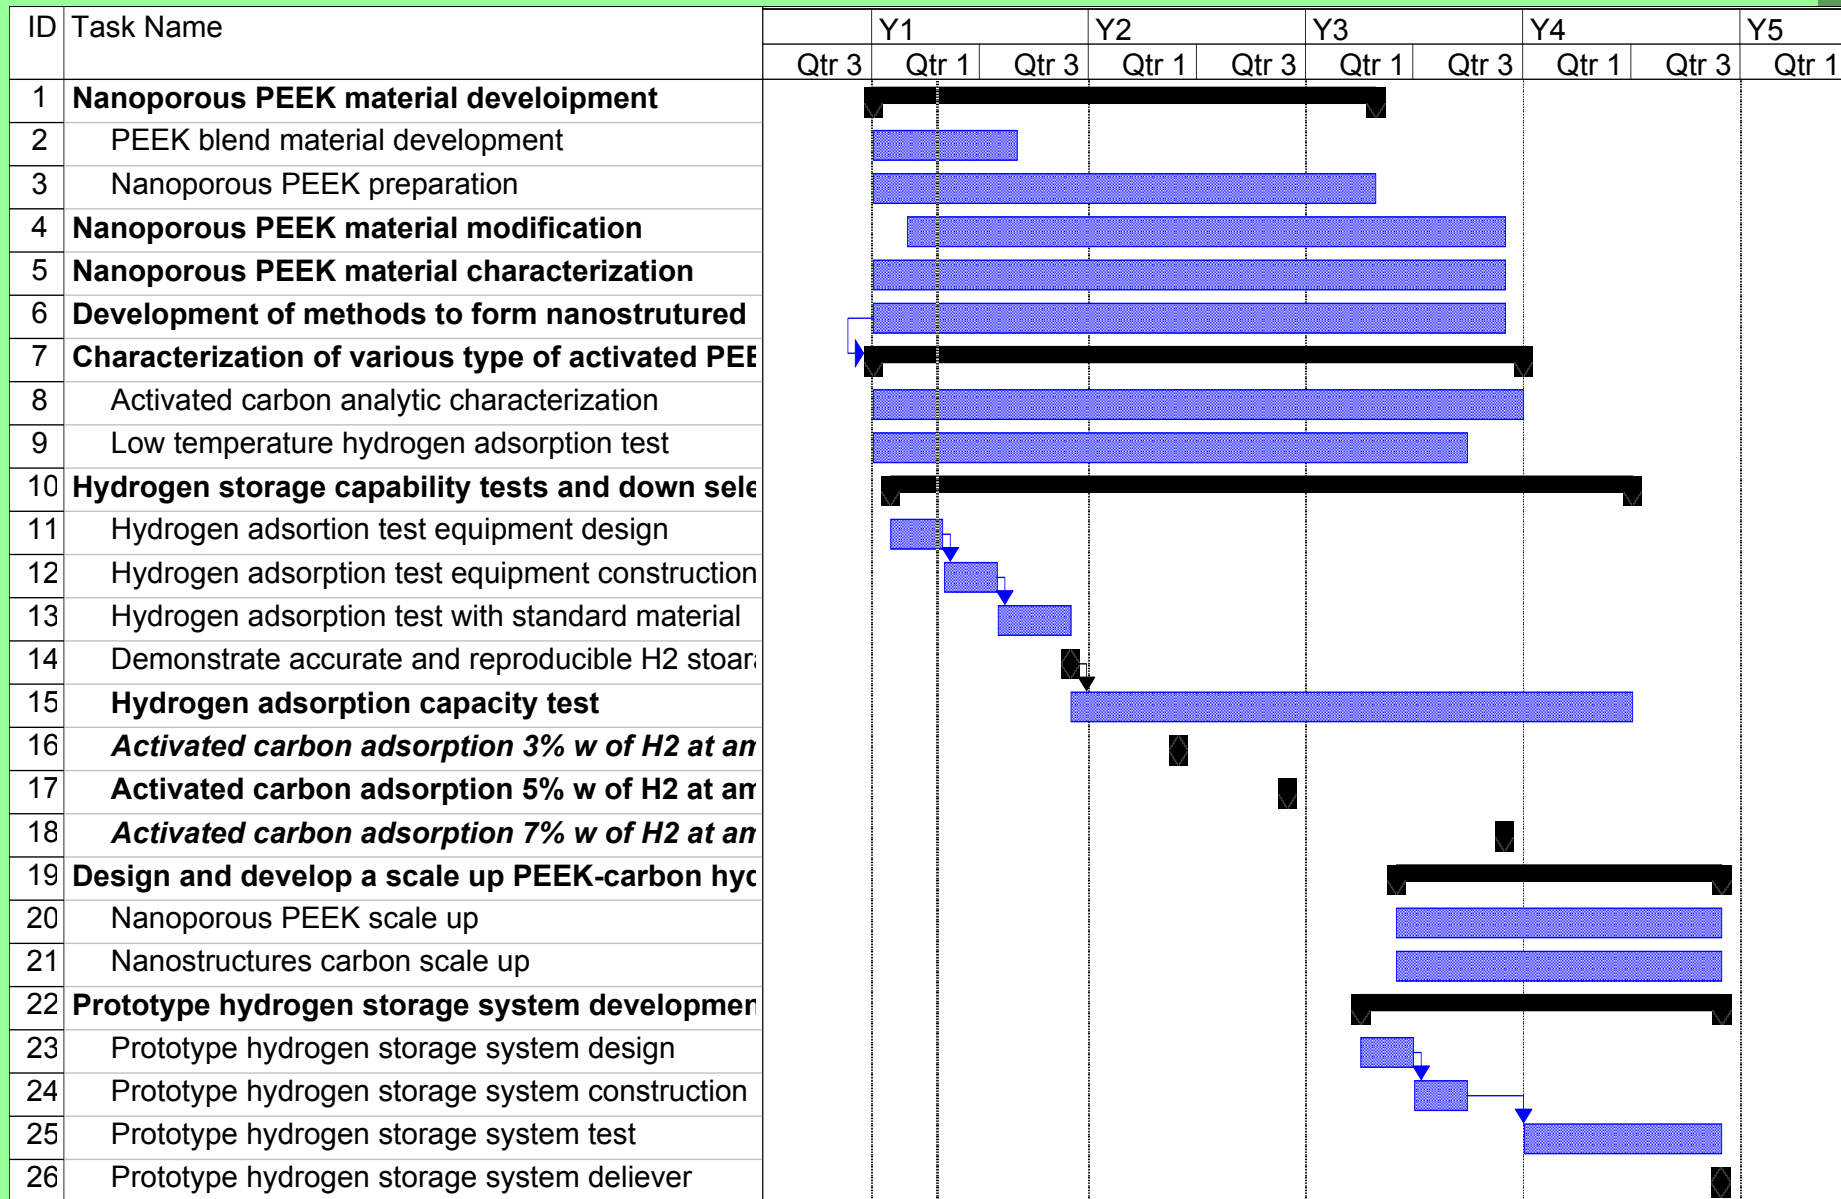 ID Task Name Y1 Y2 Y3 Y4 Y5
Qtr 3 Qtr 1 Qtr 3 Qtr 1 Qtr 3 Qtr 1 Qtr 3 Qtr 1 Qtr 3 Qtr 1
1 Nanoporous PEEK material develoipment
2 PEEK blend material development
3 Nanoporous PEEK preparation
4 Nanoporous PEEK material modification
5 Nanoporous PEEK material characterization
6 Development of methods to form nanostrutured
7 Characterization of various type of activated PEE
8 Activated carbon analytic characterization
9 Low temperature hydrogen adsorption test
10 Hydrogen storage capability tests and down sele
11 Hydrogen adsortion test equipment design
12 Hydrogen adsorption test equipment construction
13 Hydrogen adsorption test with standard material
14 Demonstrate accurate and reproducible H2 stoara
15 Hydrogen adsorption capacity test
16 Activated carbon adsorption 3% w of H2 at am
17 Activated carbon adsorption 5% w of H2 at am
18 Activated carbon adsorption 7% w of H2 at am
19 Design and develop a scale up PEEK-carbon hyd
20 Nanoporous PEEK scale up
21 Nanostructures carbon scale up
22 Prototype hydrogen storage system developmen
23 Prototype hydrogen storage system design
24 Prototype hydrogen storage system construction
25 Prototype hydrogen storage system test
26 Prototype hydrogen storage system deliever